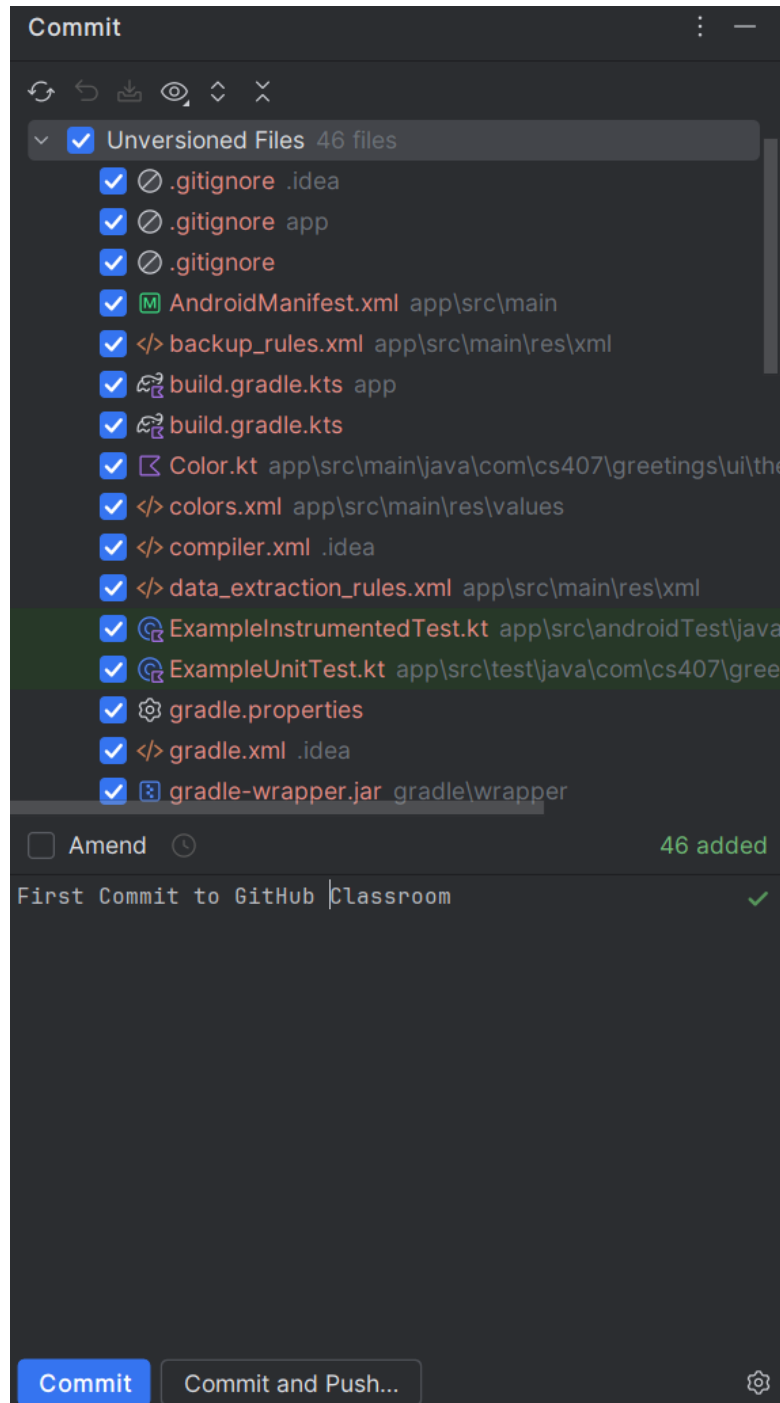 Commit
Unversioned Files 46 files
.gitignore .idea
.gitignore app
.gitignore
AndroidManifest.xml app\src\main
backup_rules.xml app\src\main\res\xml
build.gradle.kts app
build.gradle.kts
Color.kt app\src\main\java\com\cs407\greetings\ui\the
colors.xml app\src\main\res\values
compiler.xml .idea
data_extraction_rules.xml app\src\main\res\xml
ExampleInstrumentedTest.kt app\src\androidTest\java
ExampleUnitTest.kt app\src\test\java\com\cs407\gree
gradle.properties
gradle.xml .idea
gradle-wrapper.jar gradle\wrapper
Amend 46 added
First Commit to GitHub Classroom
Commit Commit and Push...